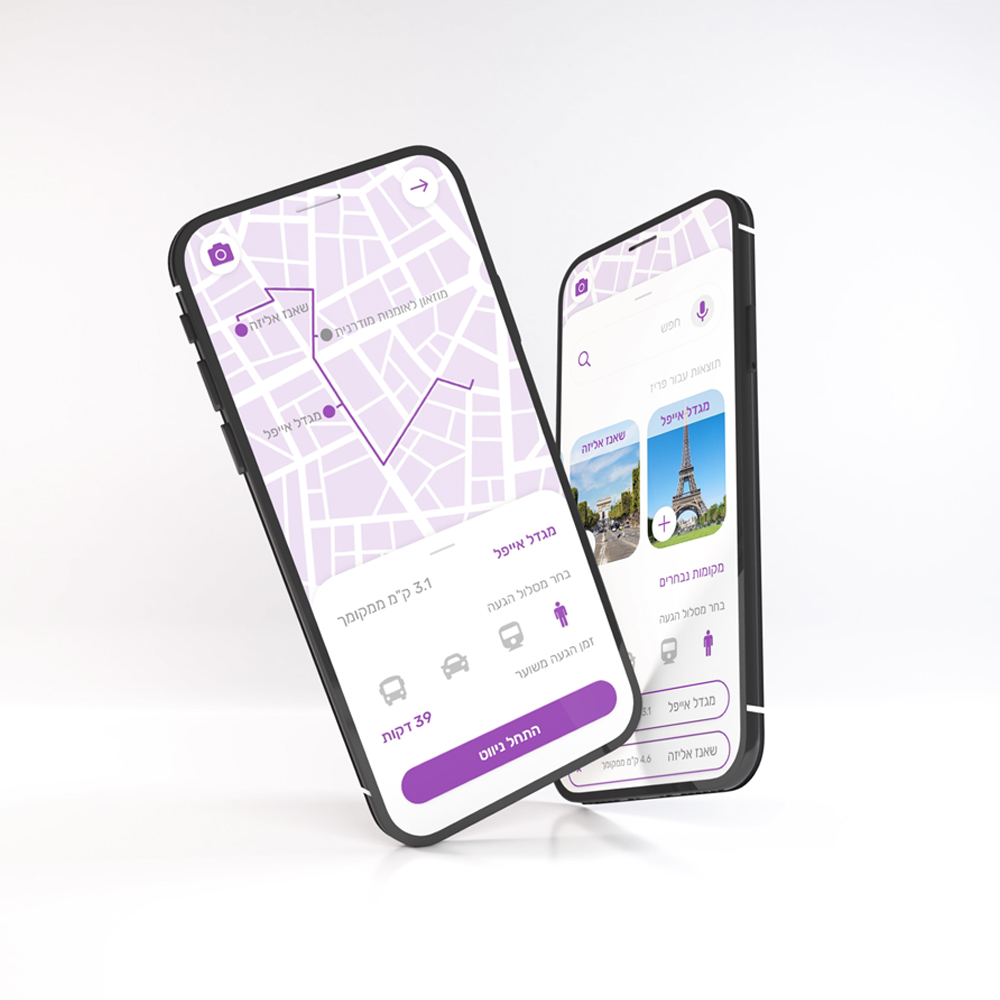 שאנז אליזה
מוזאון לאומנות מודרנית
מגדל אייפל
מגדל אייפל
3.1 ק"מ ממקומך
בחר מסלול הגעה
זמן הגעה משוער
39 דקות
התחל ניווט
חפש
תוצאות עבור פריז
מגדל אייפל
שאנז אליזה
מקומות נבחרים
בחר מסלול הגעה
מגדל אייפל 3.1
שאנז אליזה 4.6 ק"מ ממקומך